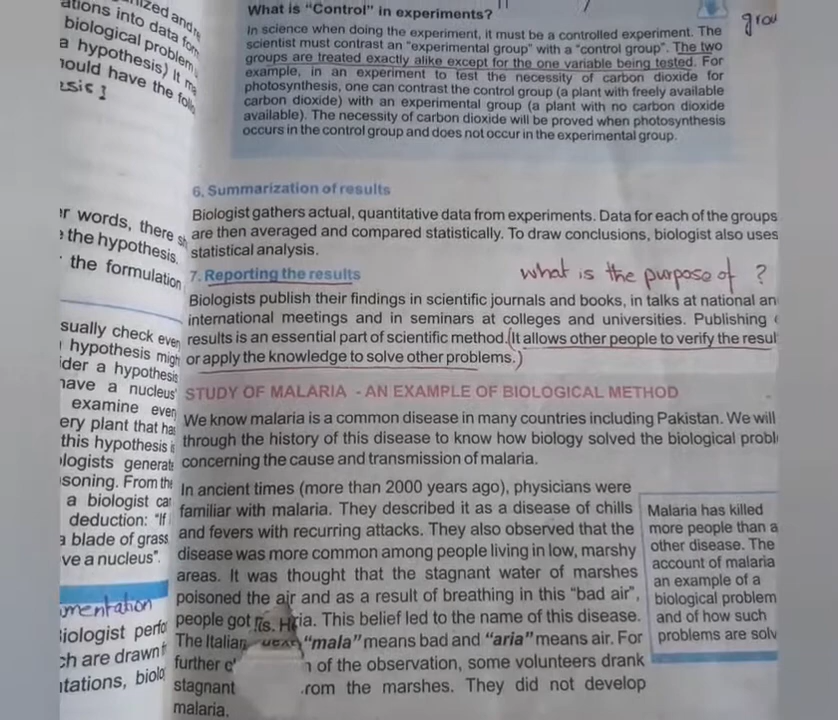 ations into data for
biological problem
a hypothesis) It
hould have the foll
esis ?
er words, there
the hypothesis.
the formulation
sually check even
hypothesis migh
ider a hypothesis
have a nucleus"
examine even
ery plant that has
this hypothesis is
ologists generate
soning. From the
a biologist can
deduction: "If
a blade of grass
ve a nucleus".
umentation
Biologist perfo
ch are drawn
tations, biolo
What is "Control" in experiments?
grou
In science when doing the experiment, it must be a controlled experiment. The
scientist must contrast an "experimental group" with a "control group". The two
groups are treated exactly alike except for the one variable being tested. For
example, in an experiment to test the necessity of carbon dioxide for
photosynthesis, one can contrast the control group (a plant with freely available
carbon dioxide) with an experimental group (a plant with no carbon dioxide
available). The necessity of carbon dioxide will be proved when photosynthesis
occurs in the control group and does not occur in the experimental group.
6. Summarization of results
Biologist gathers actual, quantitative data from experiments. Data for each of the groups
are then averaged and compared statistically. To draw conclusions, biologist also uses
statistical analysis.
7. Reporting the results what is the purpose of ?
Biologists publish their findings in scientific journals and books, in talks at national an
international meetings and in seminars at colleges and universities. Publishing
results is an essential part of scientific method. (It allows other people to verify the resul
or apply the knowledge to solve other problems.)
STUDY OF MALARIA - AN EXAMPLE OF BIOLOGICAL METHOD
We know malaria is a common disease in many countries including Pakistan. We will
through the history of this disease to know how biology solved the biological probl
concerning the cause and transmission of malaria.
In ancient times (more than 2000 years ago), physicians were
familiar with malaria. They described it as a disease of chills
and fevers with recurring attacks. They also observed that the
disease was more common among people living in low, marshy
areas. It was thought that the stagnant water of marshes
poisoned the air and as a result of breathing in this "bad air",
people got ria. This belief led to the name of this disease.
The Italian "mala" means bad and "aria" means air. For
further of the observation, some volunteers drank
stagnant rom the marshes. They did not develop
malaria.
Malaria has killed
more people than a
other disease. The
account of malaria
an example of a
biological problem
and of how such
problems are solv